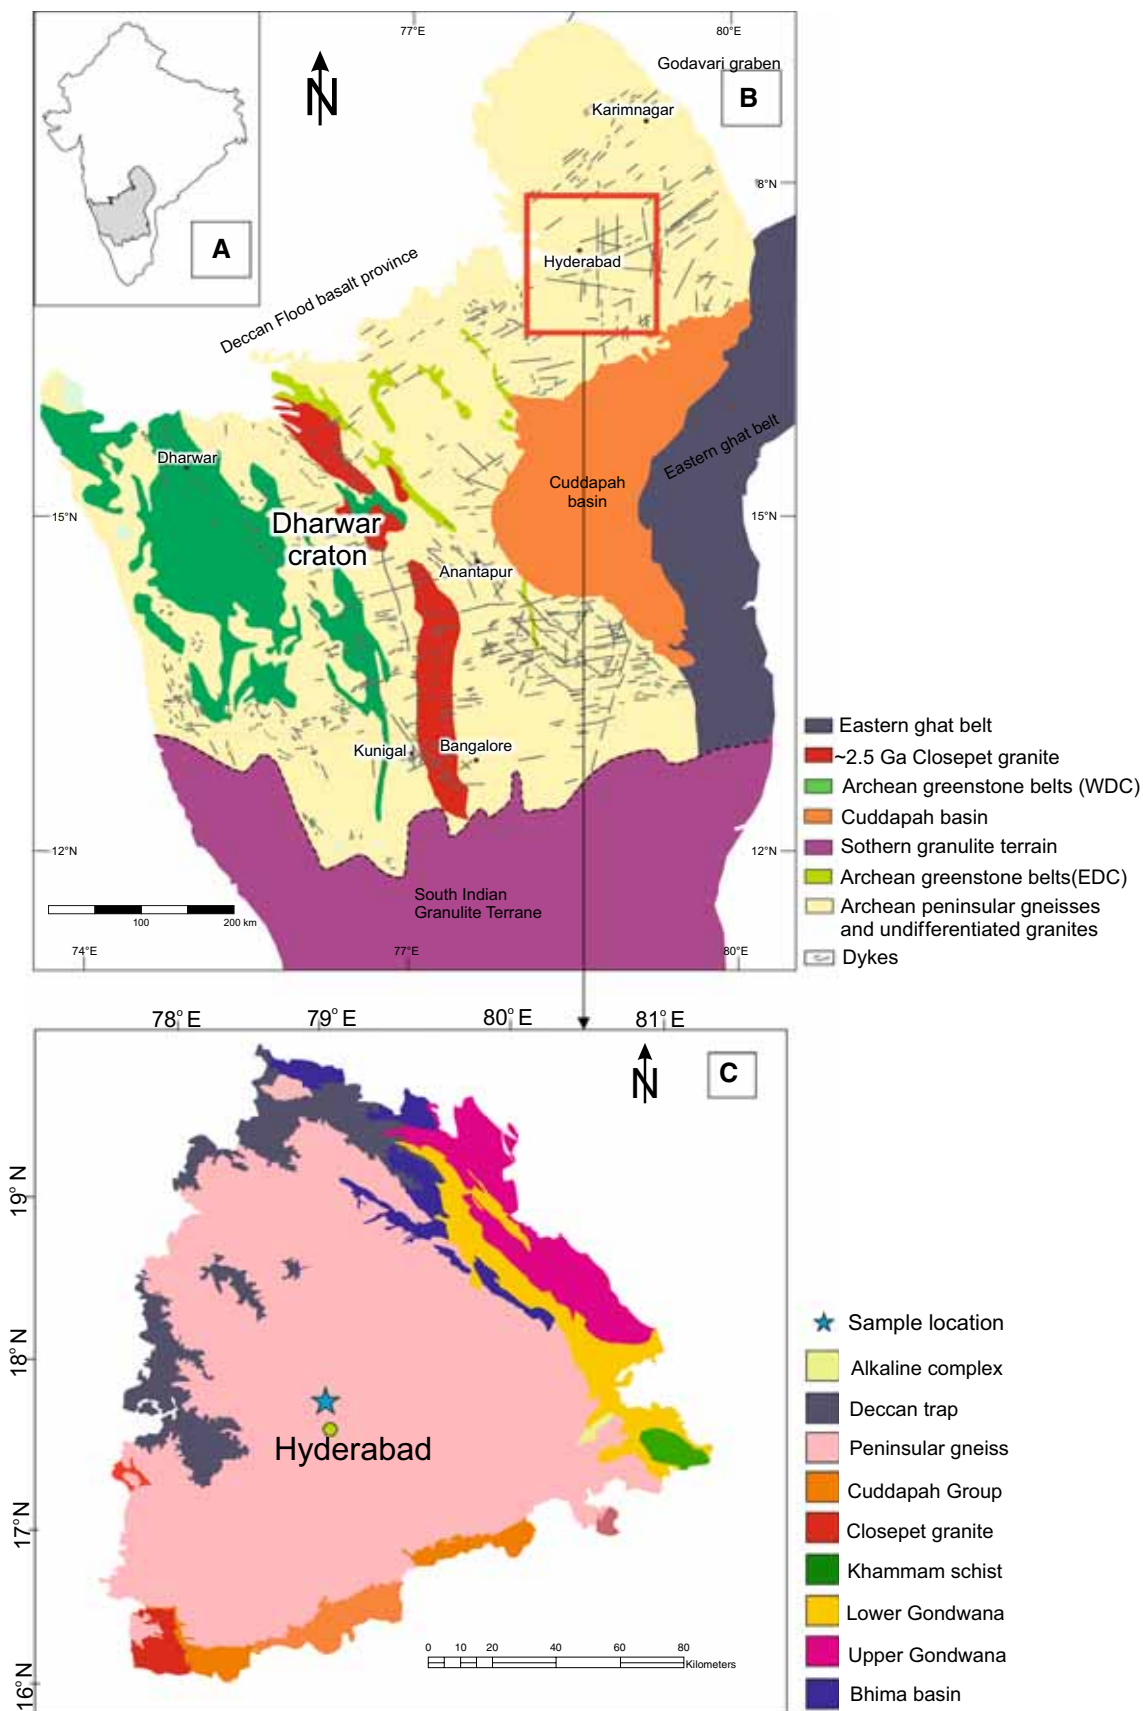 77°E
80°E
Godavari graben
N
B
Karimnagar
8°N
A
Hyderabad
Deccan Flood basalt province
Eastern ghat belt
Dharwar
Cuddapah
basin
15°N
15°N
Dharwar
craton
Anantapur
Kunigal
Bangalore
12°N
12°N
South Indian
Granulite Terrane
100
200 km
74°E
77°E
80°E
Eastern ghat belt
~2.5 Ga Closepet granite
Archean greenstone belts (WDC)
Cuddapah basin
Sothern granulite terrain
Archean greenstone belts(EDC)
Archean peninsular gneisses
and undifferentiated granites
Dykes
78°E
79°E
80°E
81°E
N
C
19°N
18°N
17°N
16°N
Hyderabad
0 10 20 40 60 80
Kilometers
Sample location
Alkaline complex
Deccan trap
Peninsular gneiss
Cuddapah Group
Closepet granite
Khammam schist
Lower Gondwana
Upper Gondwana
Bhima basin